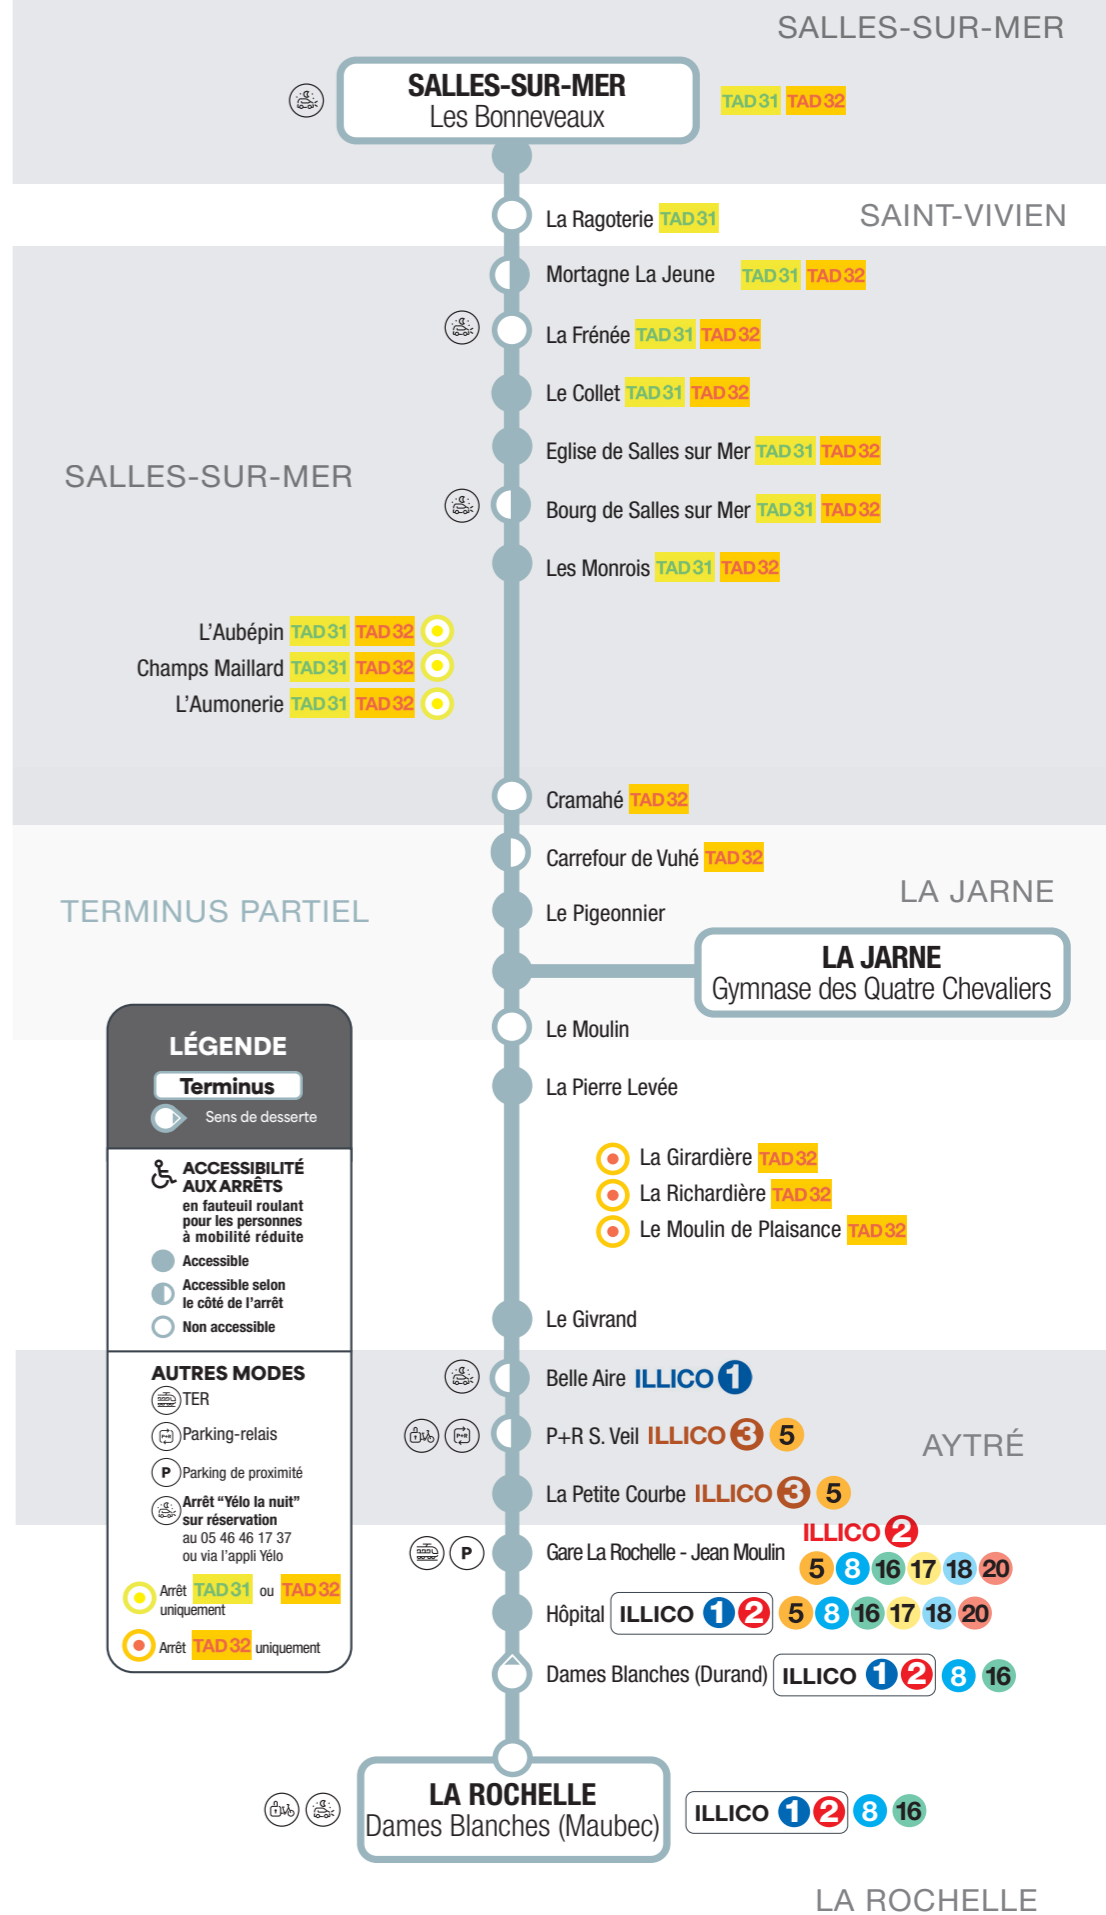 SALLES-SUR-MER
SALLES-SUR-MER
Les Bonneveaux
TAD31 TAD32
La Ragoterie TAD31
SAINT-VIVIEN
Mortagne La Jeune TAD31 TAD32
La Frénée TAD31 TAD32
Le Collet TAD31 TAD32
Eglise de Salles sur Mer TAD31 TAD32
SALLES-SUR-MER
Bourg de Salles sur Mer TAD31 TAD32
Les Monrois TAD31 TAD32
L'Aubépin TAD31 TAD32
Champs Maillard TAD31 TAD32
L'Aumonerie TAD31 TAD32
Cramahé TAD32
Carrefour de Vuhé TAD32
LA JARNE
TERMINUS PARTIEL
Le Pigeonnier
LA JARNE
Gymnase des Quatre Chevaliers
Le Moulin
La Pierre Levée
La Girardière TAD32
La Richardière TAD32
Le Moulin de Plaisance TAD32
Le Givrand
Belle Aire ILLICO 1
P+R S. Veil ILLICO 3 5
AYTRÉ
La Petite Courbe ILLICO 3 5
ILLICO 2
P
Gare La Rochelle - Jean Moulin
5 8 16 17 18 20
Hôpital ILLICO 1 2 5 8 16 17 18 20
Dames Blanches (Durand) ILLICO 1 2 8 16
LA ROCHELLE
Dames Blanches (Maubec)
ILLICO 1 2 8 16
LA ROCHELLE
LÉGENDE
Terminus
Sens de desserte
ACCESSIBILITÉ
AUX ARRÊTS
en fauteuil roulant
pour les personnes
à mobilité réduite
Accessible
Accessible selon
le côté de l'arrêt
Non accessible
AUTRES MODES
TER
Parking-relais
P Parking de proximité
Arrêt "Yélo la nuit"
sur réservation
au 05 46 46 17 37
ou via l'appli Yélo
Arrêt TAD31 ou TAD32
uniquement
Arrêt TAD32 uniquement